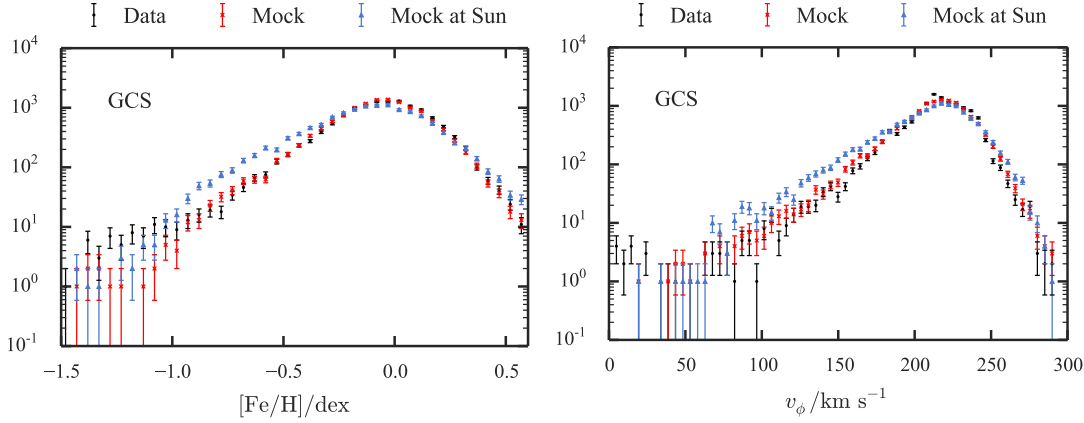 Data Mock Mock at Sun
10^4
10^3
10^2
10^1
10^0
10^-1
GCS
−1.5 −1.0 −0.5 0.0 0.5
[Fe/H]/dex
Data Mock Mock at Sun
10^4
10^3
10^2
10^1
10^0
10^-1
GCS
0 50 100 150 200 250 300
v_ϕ/km s^−1